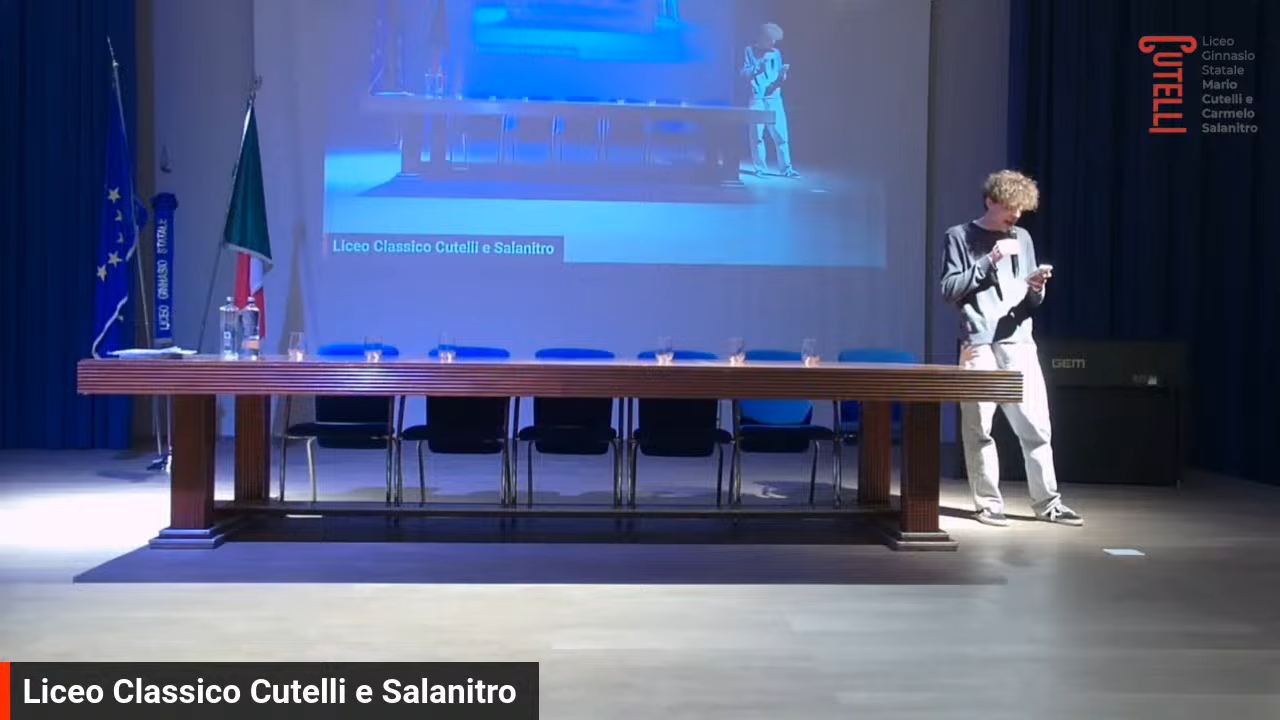 CUTELLI
Liceo
Ginnasio
Statale
Mario
Cutelli e
Carmelo
Salanitro
LICEO GINNASIO STATALE
Liceo Classico Cutelli e Salanitro
GEM
Liceo Classico Cutelli e Salanitro